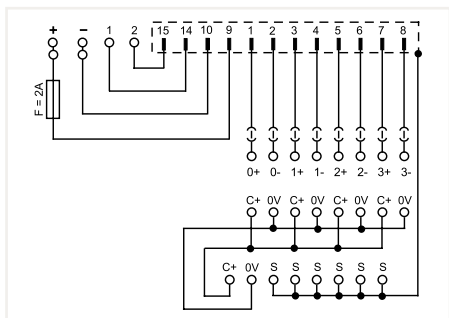 + − 1 2 15 14 10 9 1 2 3 4 5 6 7 8
F = 2A
0+ 0- 1+ 1- 2+ 2- 3+ 3-
C+ 0V C+ 0V C+ 0V C+ 0V
C+ 0V S S S S S S